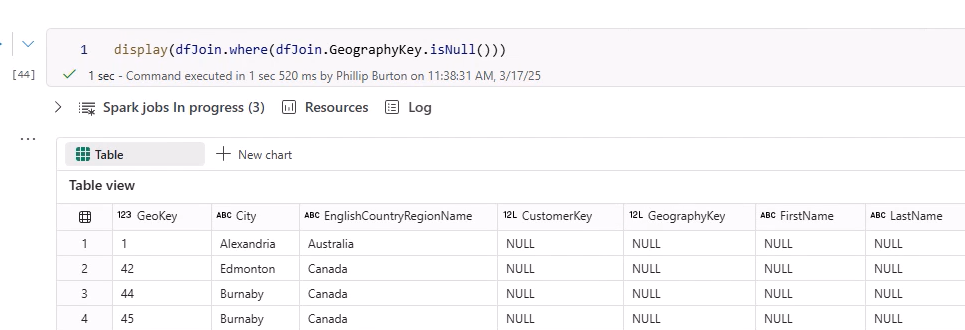 1 display(dfJoin.where(dfJoin.GeographyKey.isNull()))
[44] 1 sec - Command executed in 1 sec 520 ms by Phillip Burton on 11:38:31 AM, 3/17/25
Spark jobs In progress (3) Resources Log
... Table New chart
Table view
123 GeoKey ABC City ABC EnglishCountryRegionName 12L CustomerKey 12L GeographyKey ABC FirstName ABC LastName
1 1 Alexandria Australia NULL NULL NULL NULL
2 42 Edmonton Canada NULL NULL NULL NULL
3 44 Burnaby Canada NULL NULL NULL NULL
4 45 Burnaby Canada NULL NULL NULL NULL